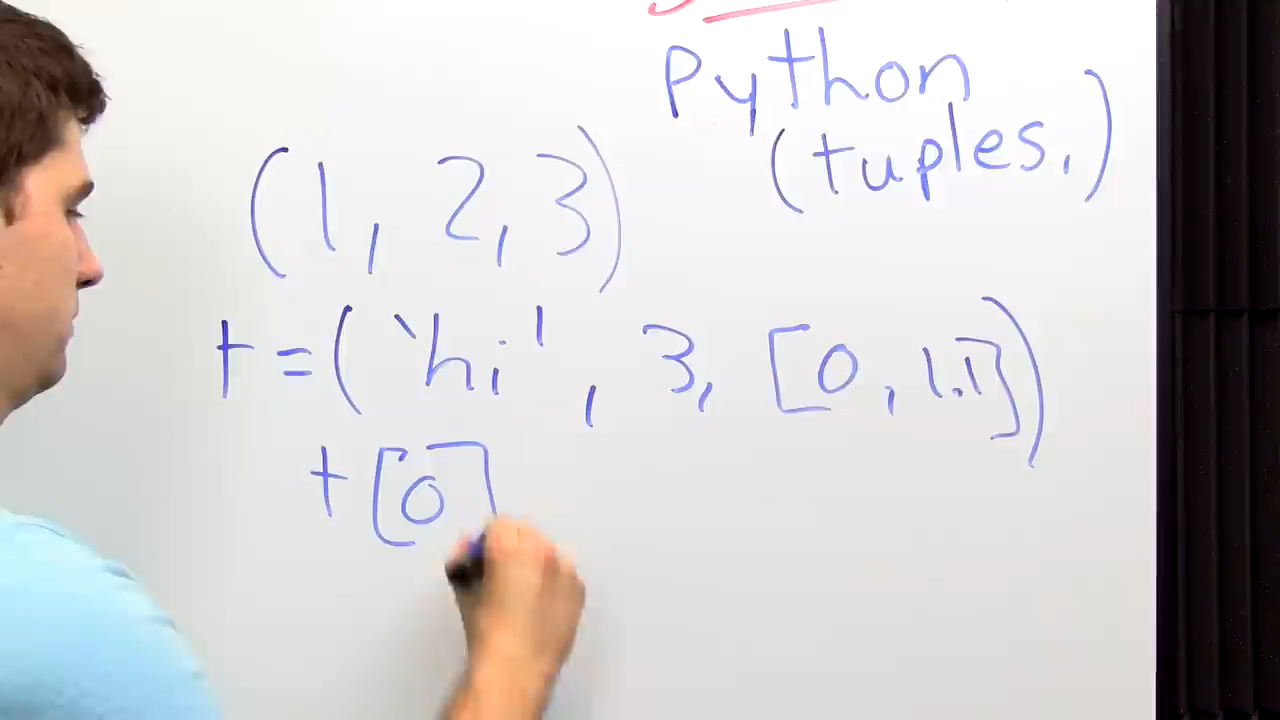 Python
(tuples.)
(1, 2, 3)
t = ( 'hi' , 3, [0, 1.1])
t[0]